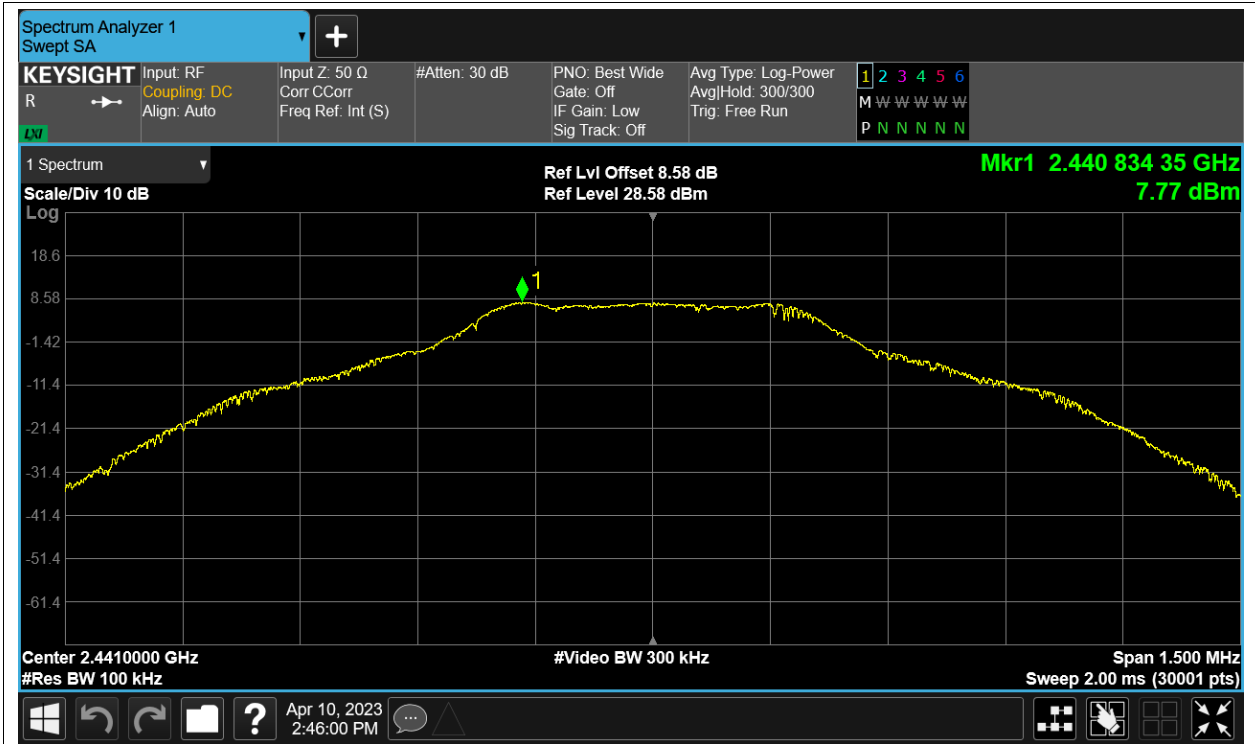 Spectrum Analyzer 1
Swept SA
KEYSIGHT
R
LXI
Input: RF
Coupling: DC
Align: Auto
Input Z: 50 Ω
Corr CCorr
Freq Ref: Int (S)
#Atten: 30 dB
PNO: Best Wide
Gate: Off
IF Gain: Low
Sig Track: Off
Avg Type: Log-Power
Avg|Hold: 300/300
Trig: Free Run
1 2 3 4 5 6
M W W W W W
P N N N N N
1 Spectrum
Scale/Div 10 dB
Log
Ref Lvl Offset 8.58 dB
Ref Level 28.58 dBm
Mkr1 2.440 834 35 GHz
7.77 dBm
1
18.6
8.58
-1.42
-11.4
-21.4
-31.4
-41.4
-51.4
-61.4
Center 2.4410000 GHz
#Res BW 100 kHz
#Video BW 300 kHz
Span 1.500 MHz
Sweep 2.00 ms (30001 pts)
?
Apr 10, 2023
2:46:00 PM